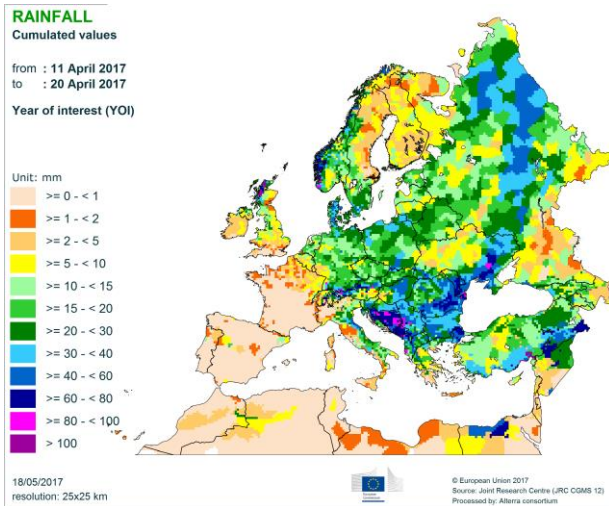 RAINFALL
Cumulated values
from : 11 April 2017
to : 20 April 2017
Year of interest (YOI)
Unit: mm
>= 0 - < 1
>= 1 - < 2
>= 2 - < 5
>= 5 - < 10
>= 10 - < 15
>= 15 - < 20
>= 20 - < 30
>= 30 - < 40
>= 40 - < 60
>= 60 - < 80
>= 80 - < 100
> 100
18/05/2017
resolution: 25x25 km
© European Union 2017
Source: Joint Research Centre (JRC CGMS 12)
Processed by: Alterra consortium